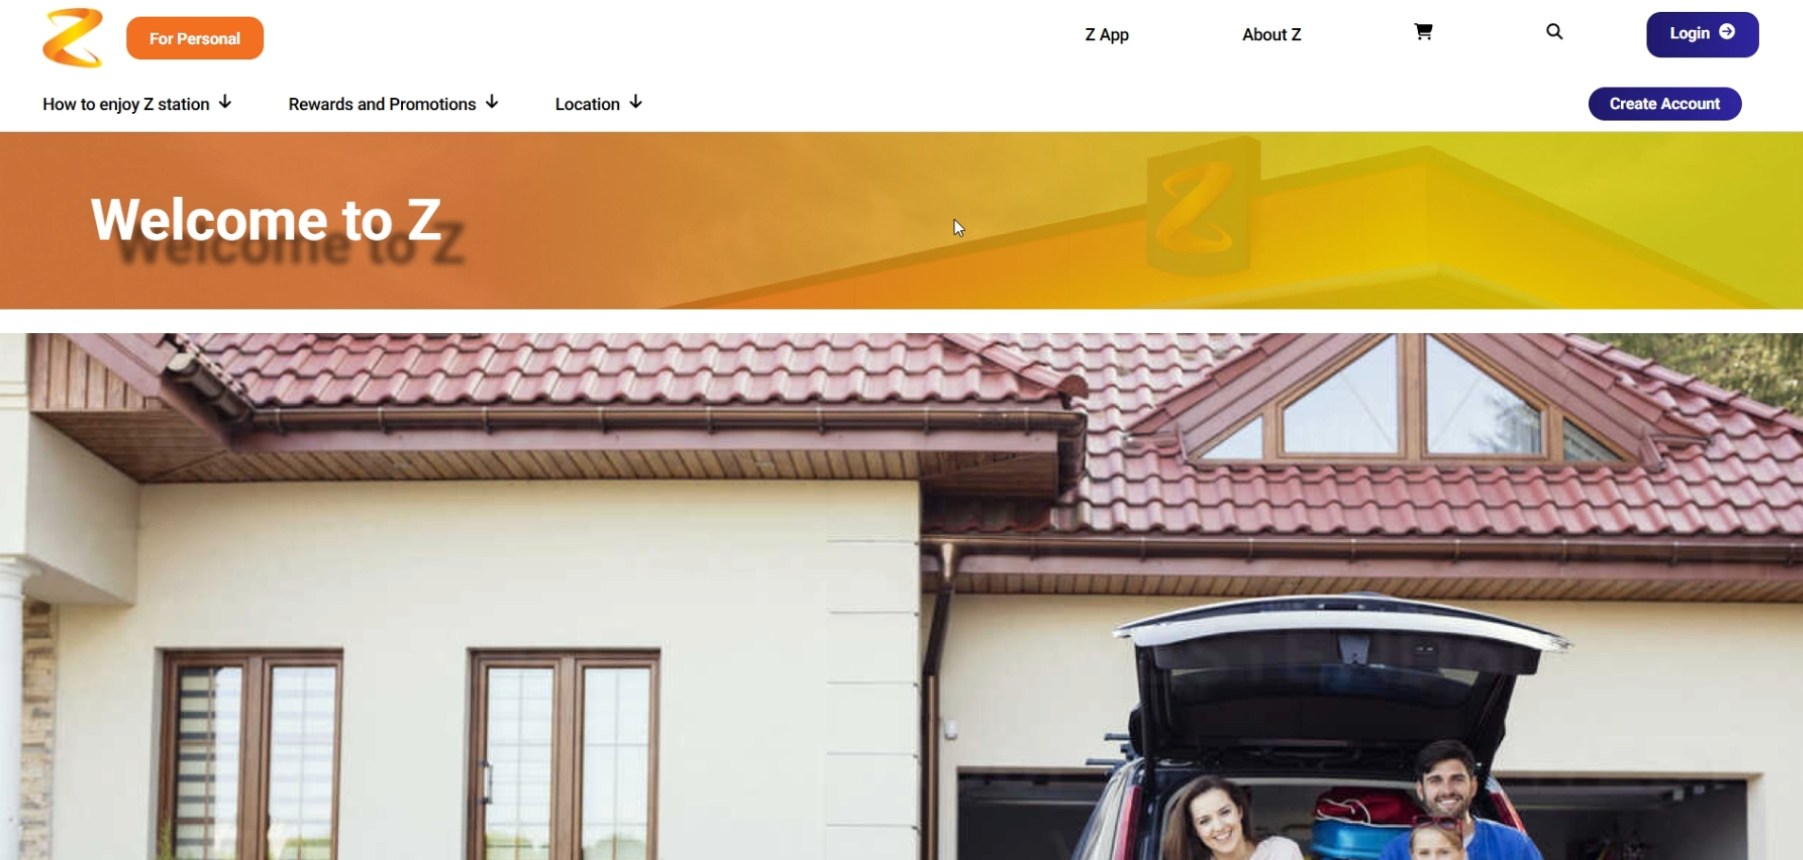 For Personal
Z App
About Z
Login
How to enjoy Z station
Rewards and Promotions
Location
Create Account
Welcome to Z